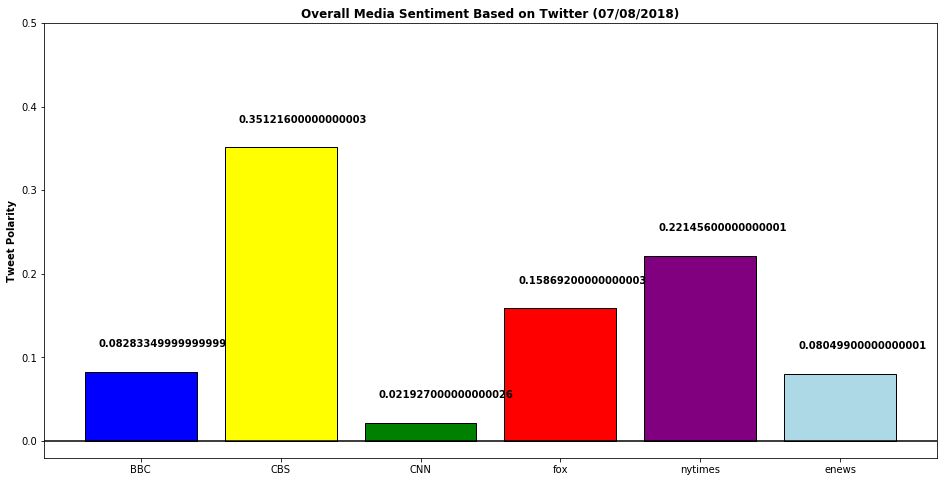 Overall Media Sentiment Based on Twitter (07/08/2018)
Tweet Polarity
0.5
0.4
0.3
0.2
0.1
0.0
0.08283349999999999
0.35121600000000003
0.021927000000000026
0.15869200000000003
0.22145600000000001
0.08049900000000001
BBC
CBS
CNN
fox
nytimes
enews